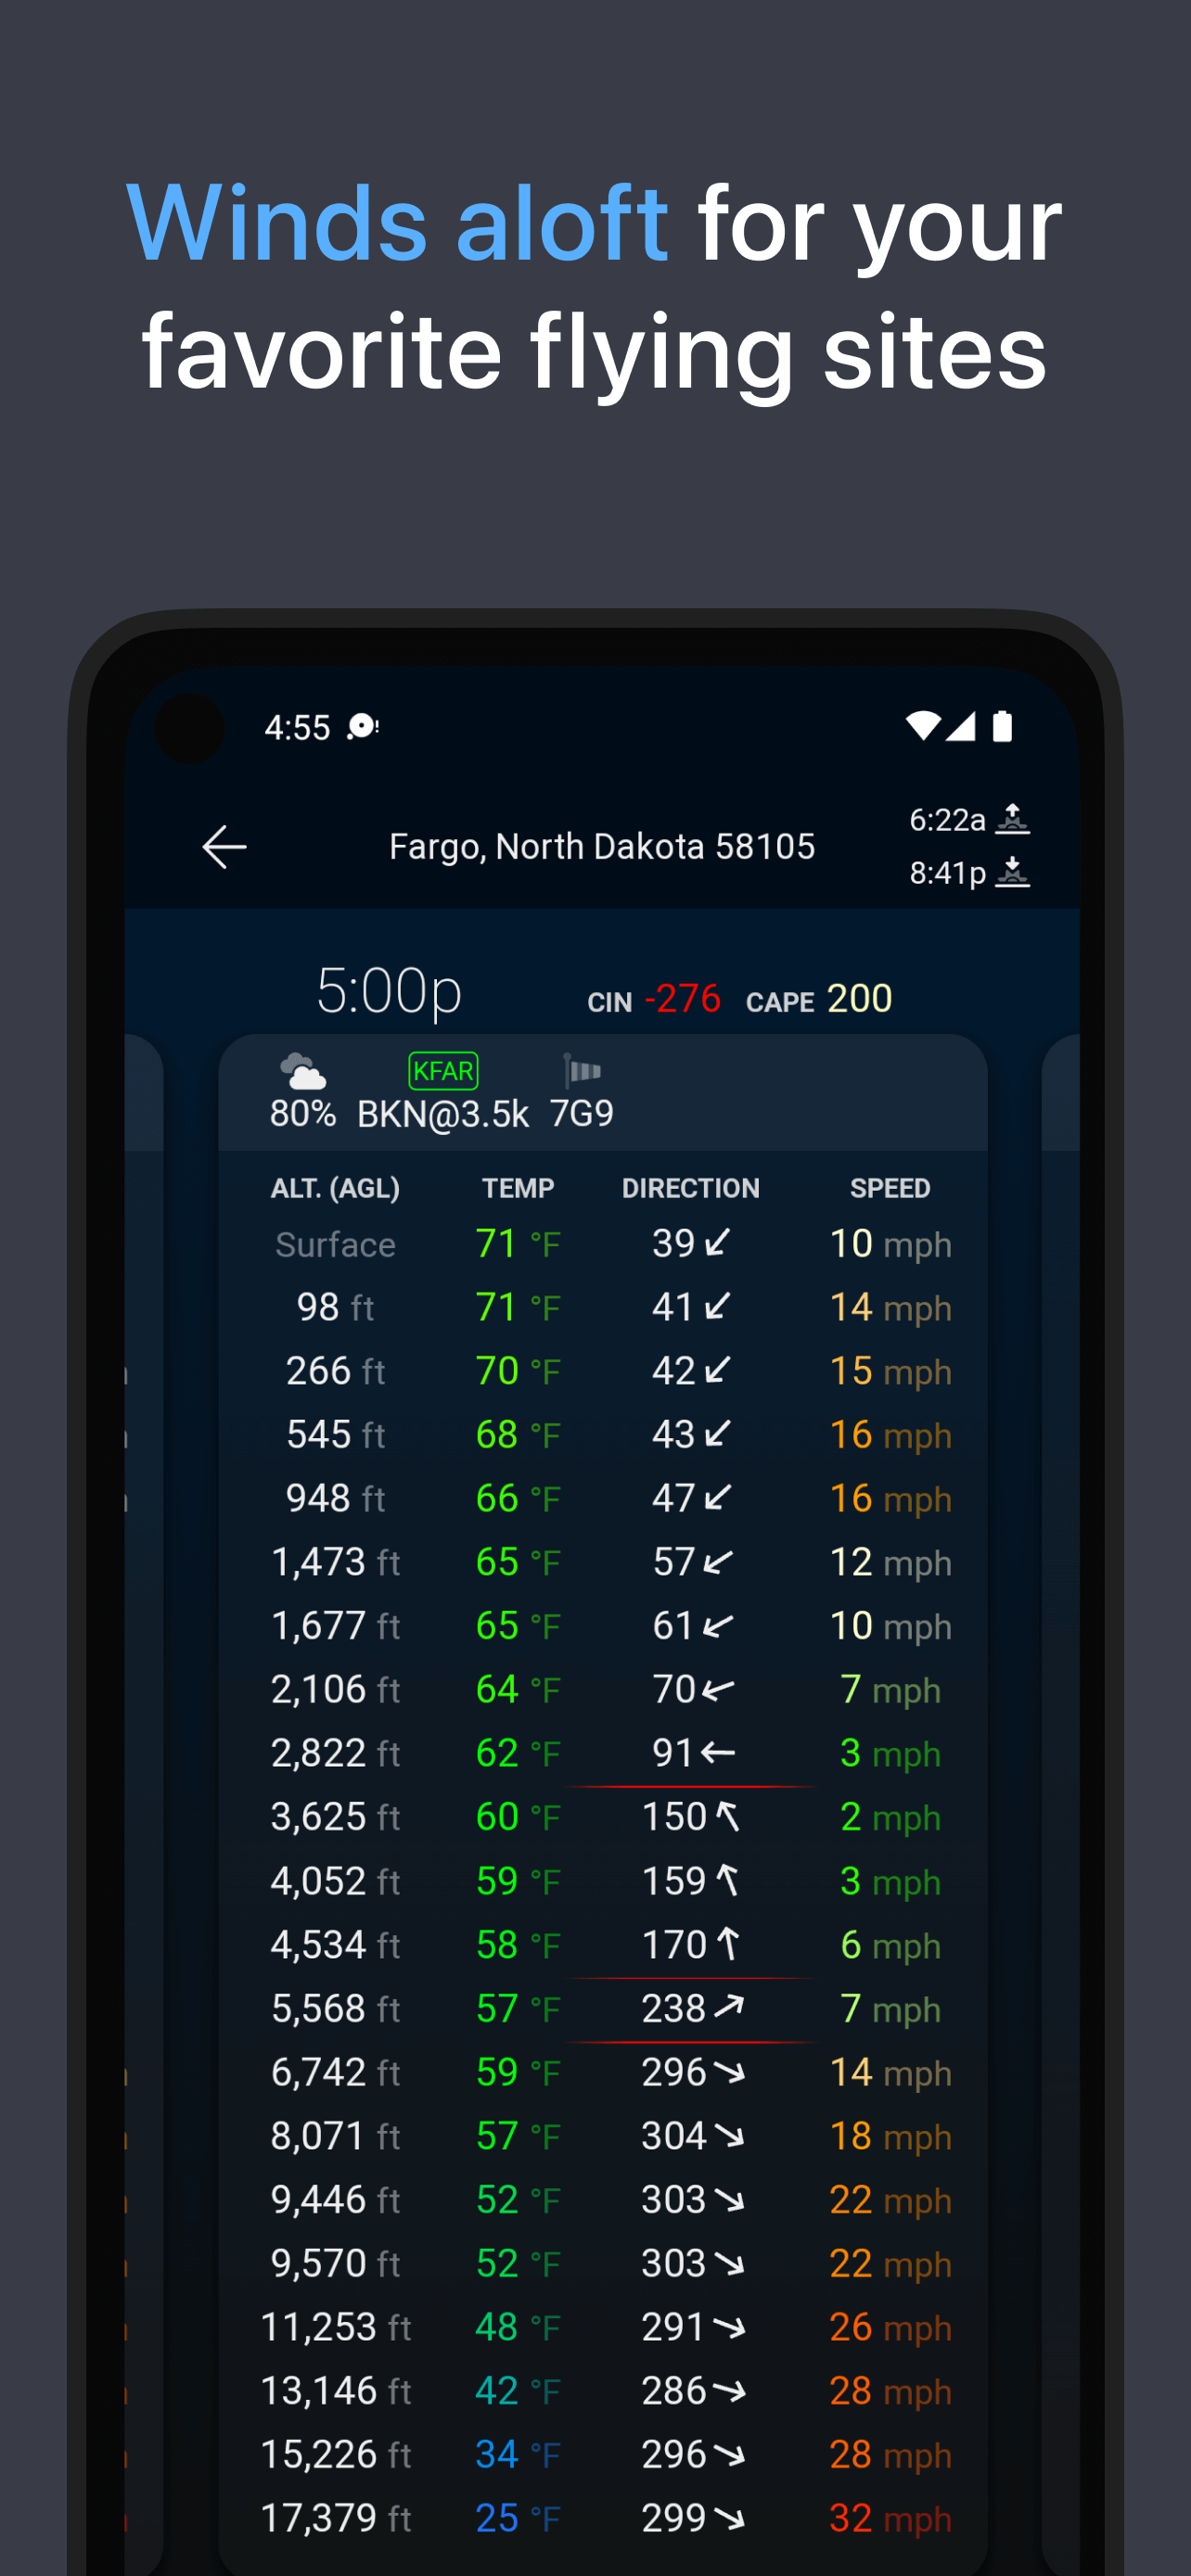 Winds aloft for your
favorite flying sites
4:55
Fargo, North Dakota 58105
6:22a
8:41p
5:00p CIN -276 CAPE 200
KFAR
80% BKN@3.5k 7G9
ALT. (AGL) TEMP DIRECTION SPEED
Surface 71 °F 39 10 mph
98 ft 71 °F 41 14 mph
266 ft 70 °F 42 15 mph
545 ft 68 °F 43 16 mph
948 ft 66 °F 47 16 mph
1,473 ft 65 °F 57 12 mph
1,677 ft 65 °F 61 10 mph
2,106 ft 64 °F 70 7 mph
2,822 ft 62 °F 91 3 mph
3,625 ft 60 °F 150 2 mph
4,052 ft 59 °F 159 3 mph
4,534 ft 58 °F 170 6 mph
5,568 ft 57 °F 238 7 mph
6,742 ft 59 °F 296 14 mph
8,071 ft 57 °F 304 18 mph
9,446 ft 52 °F 303 22 mph
9,570 ft 52 °F 303 22 mph
11,253 ft 48 °F 291 26 mph
13,146 ft 42 °F 286 28 mph
15,226 ft 34 °F 296 28 mph
17,379 ft 25 °F 299 32 mph